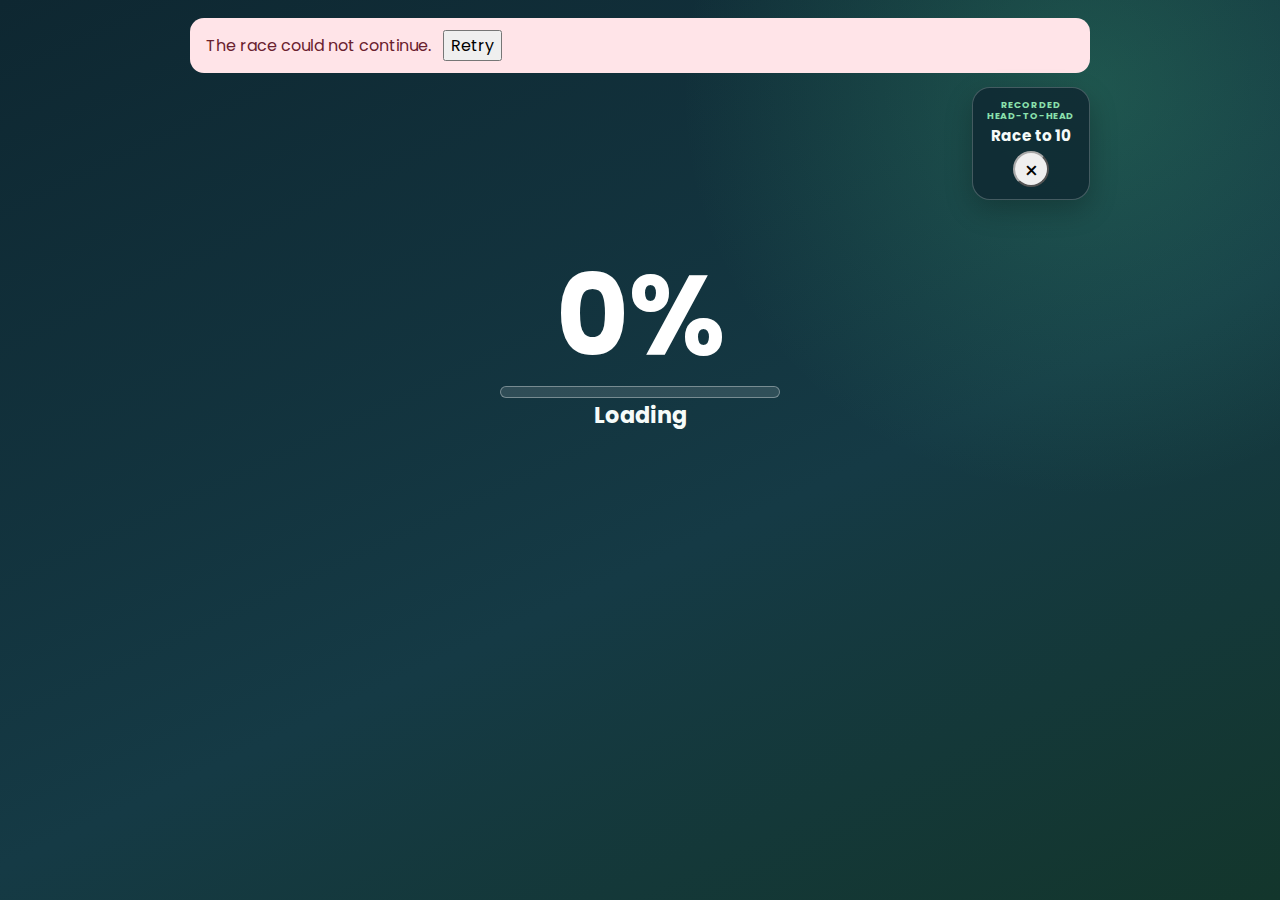 The race could not continue. Retry
RECORDED
HEAD-TO-HEAD
Race to 10
×
0%
Loading